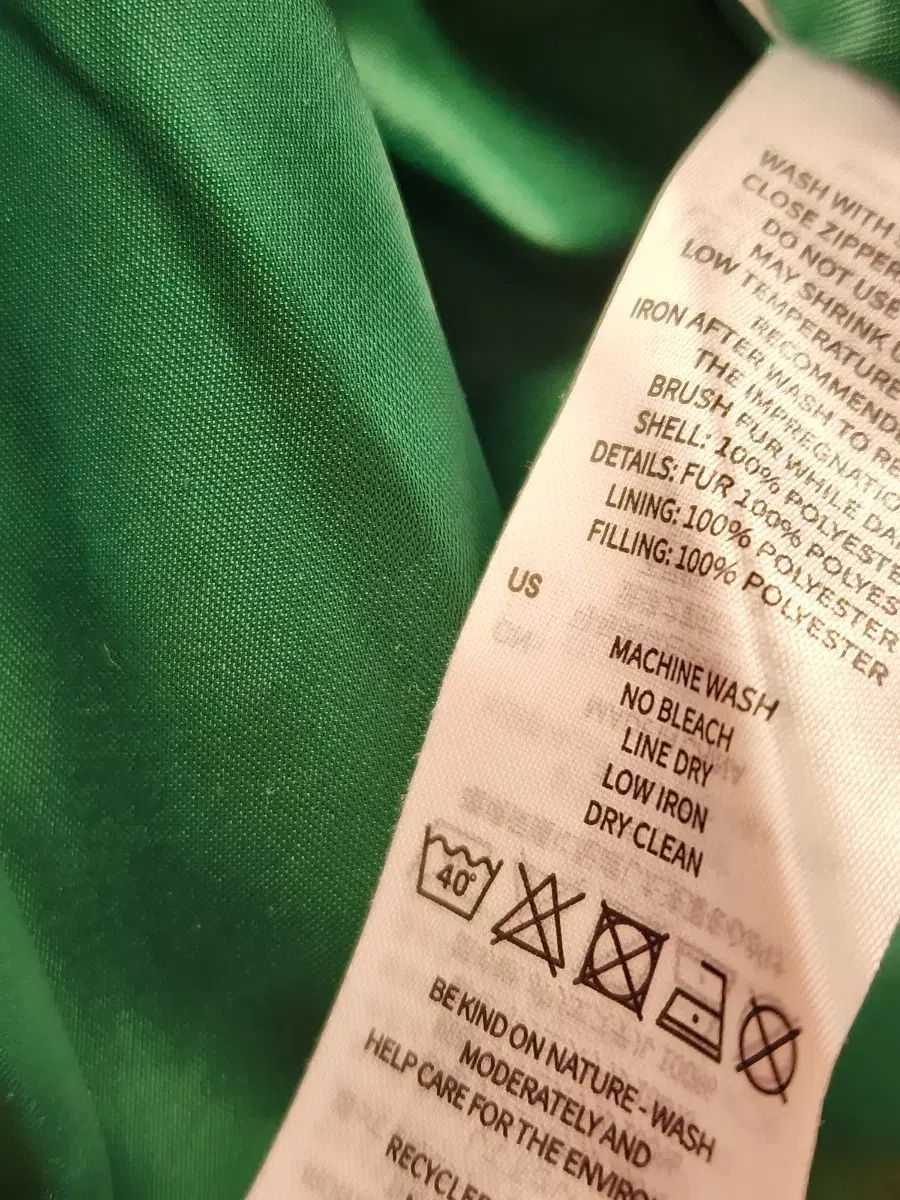 WASH WITH
CLOSE ZIPPER
DO NOT USE
MAY SHRINK
LOW TEMPERATURE
RECOMMENDE
IRON AFTER WASH TO RE
THE IMPREGNATIO
BRUSH FUR WHILE DA
SHELL: 100% POLYESTE
DETAILS: FUR 100% POLYES
LINING: 100% POLYESTER
FILLING: 100% POLYESTER
US
MACHINE WASH
NO BLEACH
LINE DRY
LOW IRON
DRY CLEAN
40°
BE KIND ON NATURE - WASH
MODERATELY AND
HELP CARE FOR THE ENVIRO
RECYCLE